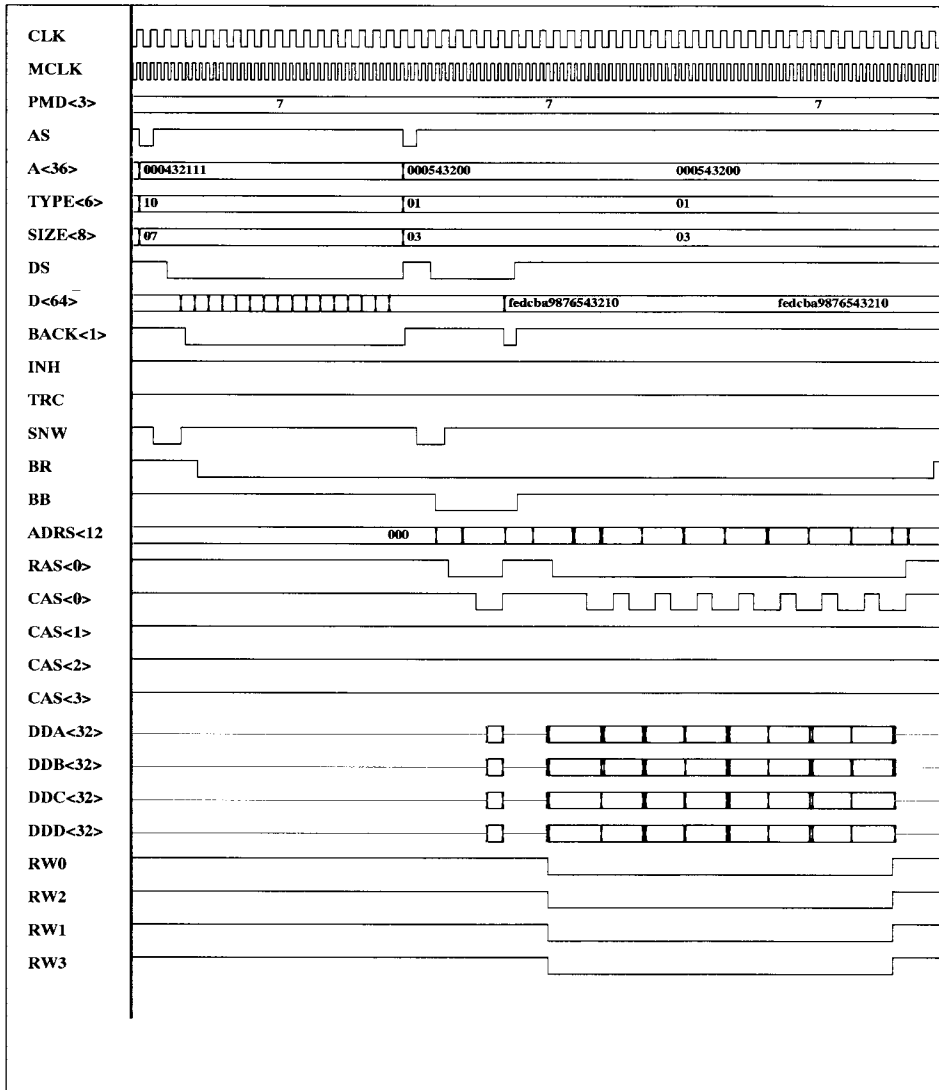 CLK
MCLK
PMD<3> 7 7 7
AS
A<36> 000432111 000543200 000543200
TYPE<6> 10 01 01
SIZE<8> 07 03 03
DS
D<64> fedcba9876543210 fedcba9876543210
BACK<1>
INH
TRC
SNW
BR
BB
ADRS<12 000
RAS<0>
CAS<0>
CAS<1>
CAS<2>
CAS<3>
DDA<32>
DDB<32>
DDC<32>
DDD<32>
RW0
RW2
RW1
RW3